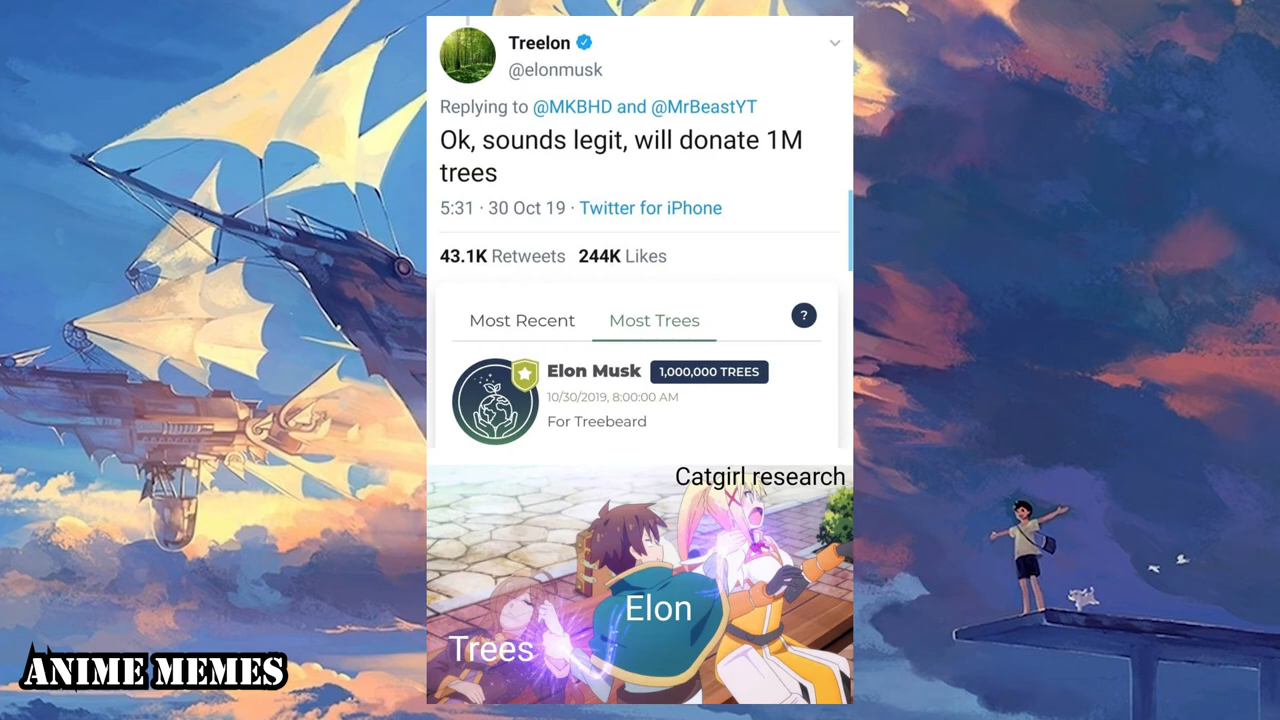 Treelon
@elonmusk
Replying to @MKBHD and @MrBeastYT
Ok, sounds legit, will donate 1M
trees
5:31 · 30 Oct 19 · Twitter for iPhone
43.1K Retweets 244K Likes
Most Recent Most Trees ?
Elon Musk 1,000,000 TREES
10/30/2019, 8:00:00 AM
For Treebeard
Catgirl research
Elon
Trees
ANIME MEMES